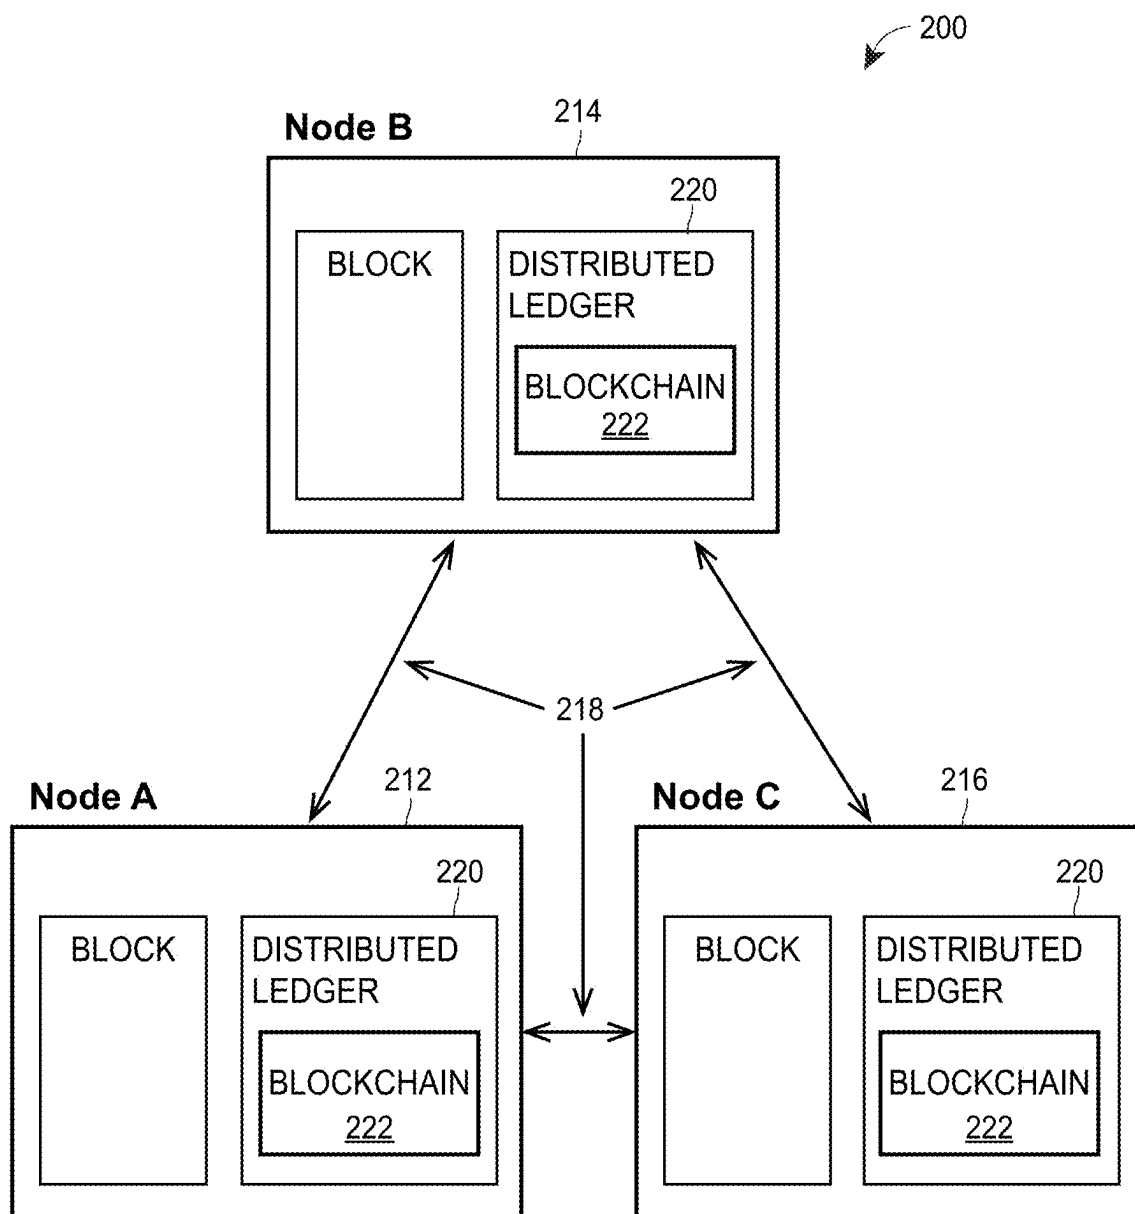 200
Node B
214
220
BLOCK
DISTRIBUTED
LEDGER
BLOCKCHAIN
222
218
Node A
212
220
BLOCK
DISTRIBUTED
LEDGER
BLOCKCHAIN
222
Node C
216
220
BLOCK
DISTRIBUTED
LEDGER
BLOCKCHAIN
222